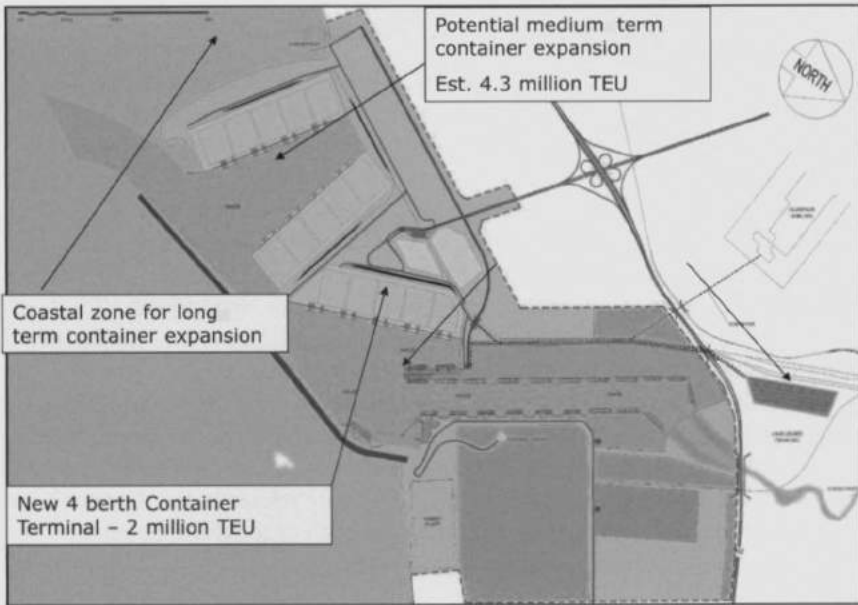 Potential medium term
container expansion
Est. 4.3 million TEU
NORTH
Coastal zone for long
term container expansion
New 4 berth Container
Terminal – 2 million TEU